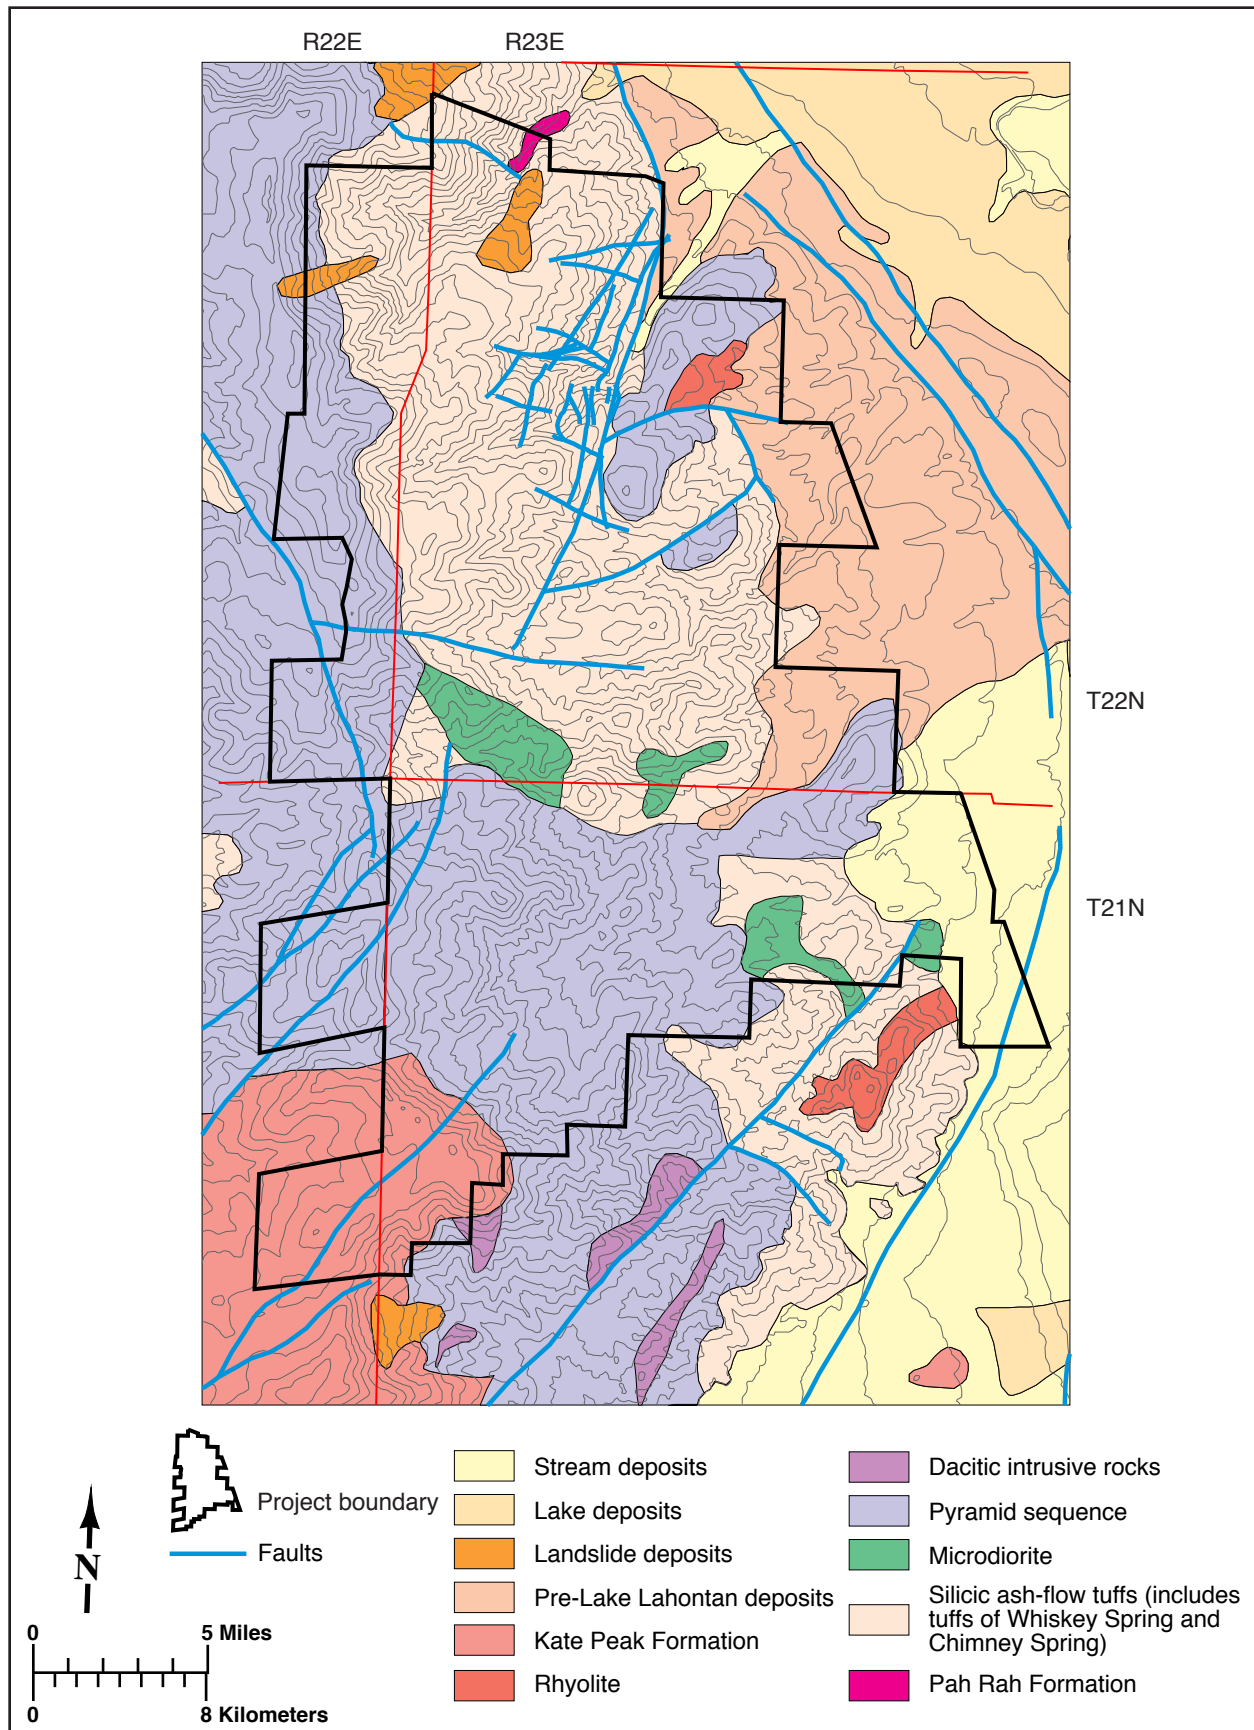 R22E R23E
T22N
T21N
Project boundary
Faults
N
0 5 Miles
0 8 Kilometers
Stream deposits
Lake deposits
Landslide deposits
Pre-Lake Lahontan deposits
Kate Peak Formation
Rhyolite
Dacitic intrusive rocks
Pyramid sequence
Microdiorite
Silicic ash-flow tuffs (includes
tuffs of Whiskey Spring and
Chimney Spring)
Pah Rah Formation